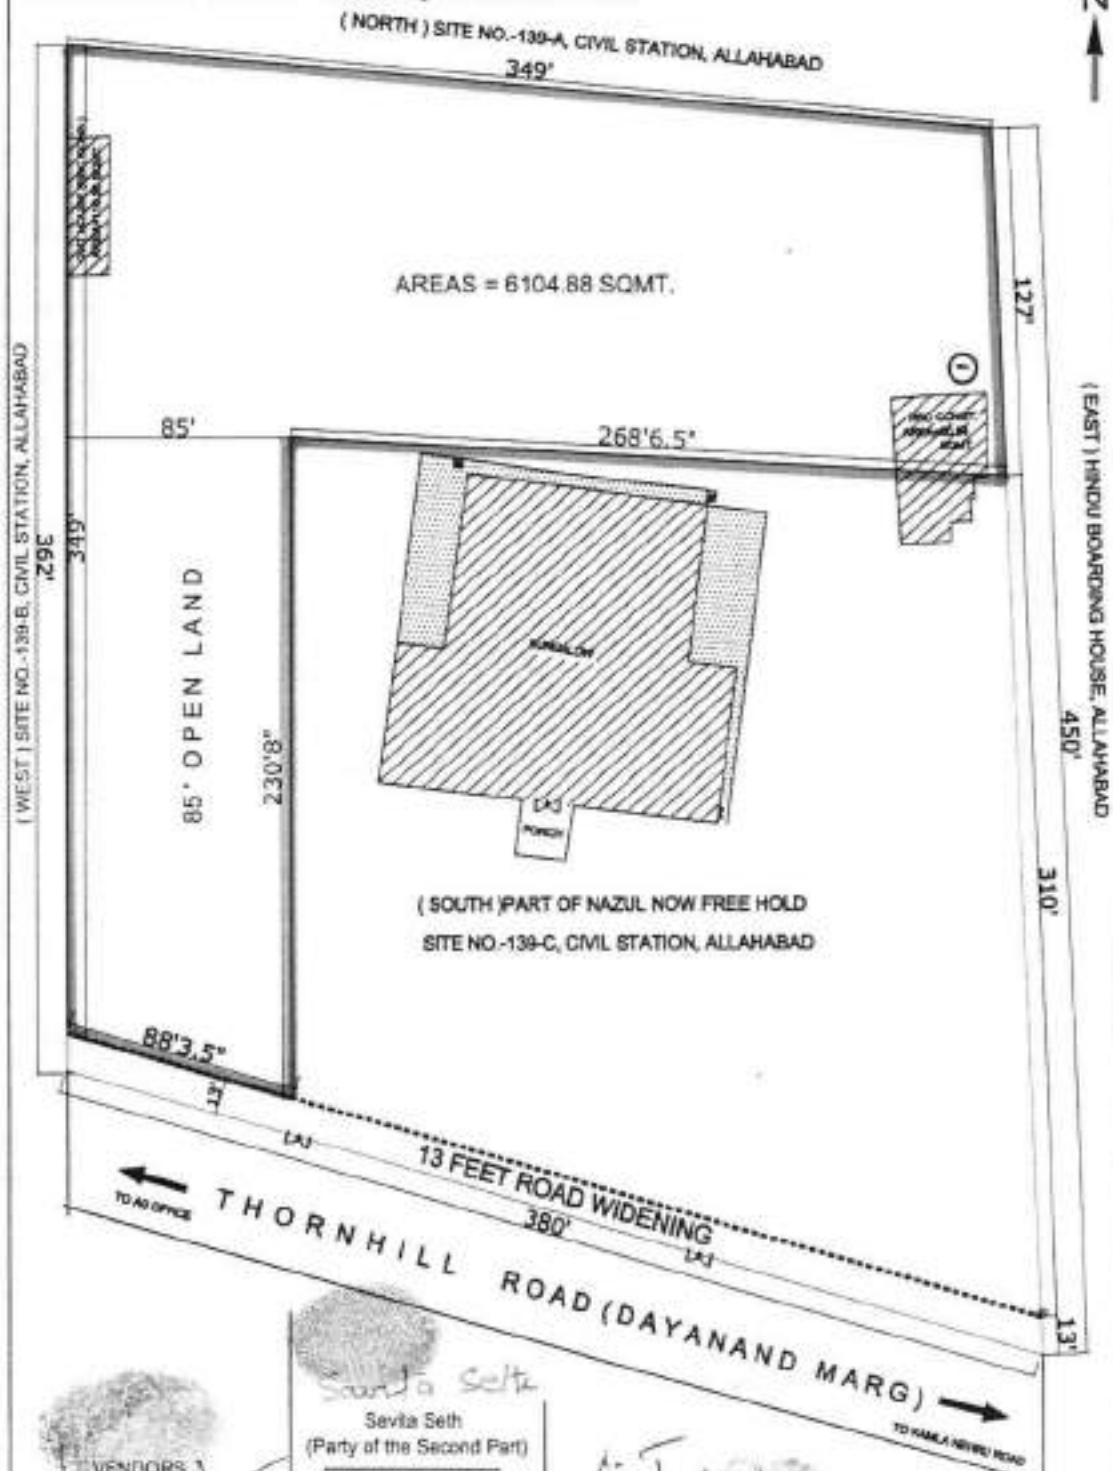 N
( NORTH ) SITE NO.-139-A, CIVIL STATION, ALLAHABAD
349'
AREAS = 6104.88 SQMT.
127'
( WEST ) SITE NO.-139-B, CIVIL STATION, ALLAHABAD
362'
349'
85'
268'6.5"
( EAST ) HINDU BOARDING HOUSE, ALLAHABAD
450'
310'
85' OPEN LAND
230'8"
BUNGALOW
PORCH
( SOUTH )PART OF NAZUL NOW FREE HOLD
SITE NO.-139-C, CIVIL STATION, ALLAHABAD
88'3.5"
13'
13 FEET ROAD WIDENING
380'
13'
TO AG OFFICE
THORNHILL ROAD (DAYANAND MARG)
TO KAMLA NEHRU ROAD
Savita Seth
(Party of the Second Part)
VENDORS